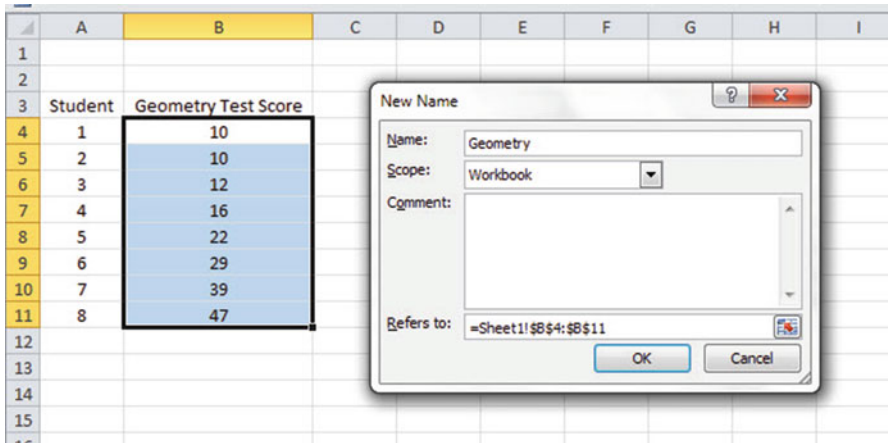 A B C D E F G H I
1
2
3 Student Geometry Test Score
4 1 10
5 2 10
6 3 12
7 4 16
8 5 22
9 6 29
10 7 39
11 8 47
12
13
14
15
New Name
?
Name: Geometry
Scope: Workbook
Comment:
Refers to: =Sheet1!$B$4:$B$11
OK Cancel